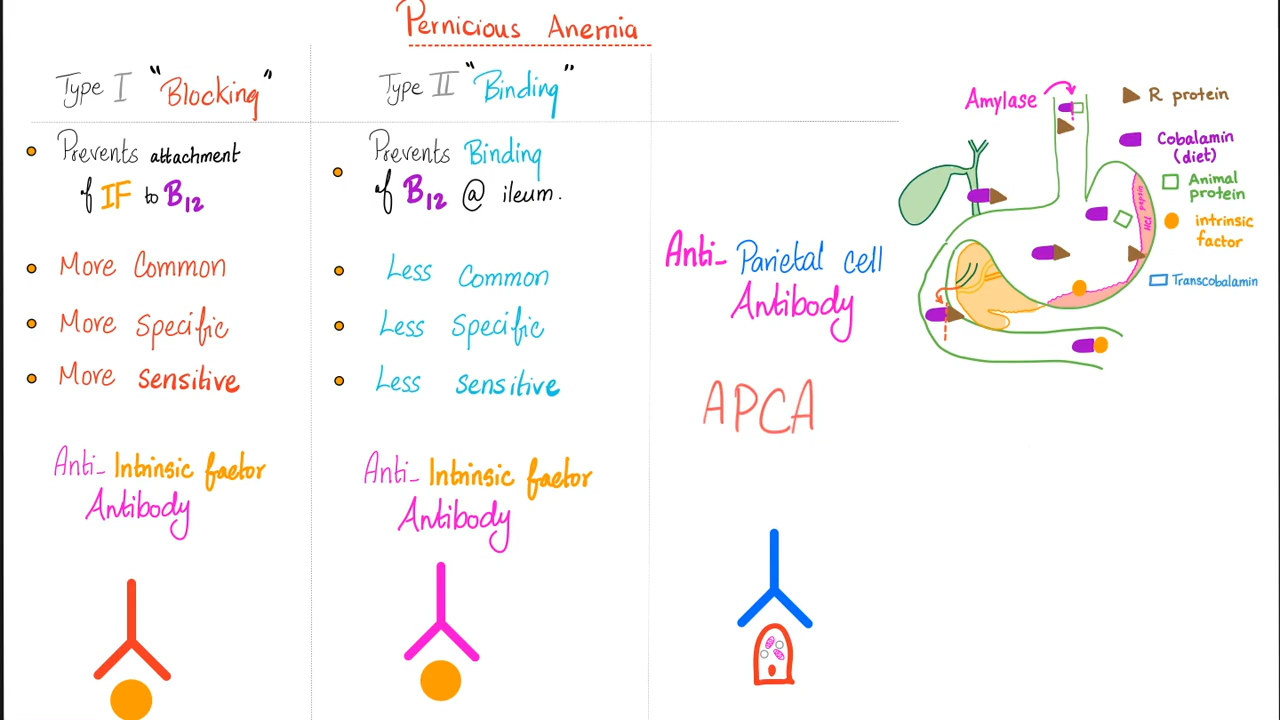 Pernicious Anemia
Type I "Blocking"
Prevents attachment
of IF to B12
More Common
More Specific
More sensitive
Anti- Intrinsic factor
Antibody
Type II "Binding"
Prevents Binding
of B12 @ ileum.
Less Common
Less Specific
Less sensitive
Anti- Intrinsic factor
Antibody
Anti- Parietal cell
Antibody
APCA
Amylase
R protein
Cobalamin
(diet)
Animal
protein
intrinsic
factor
Transcobalamin
HCl pepsin